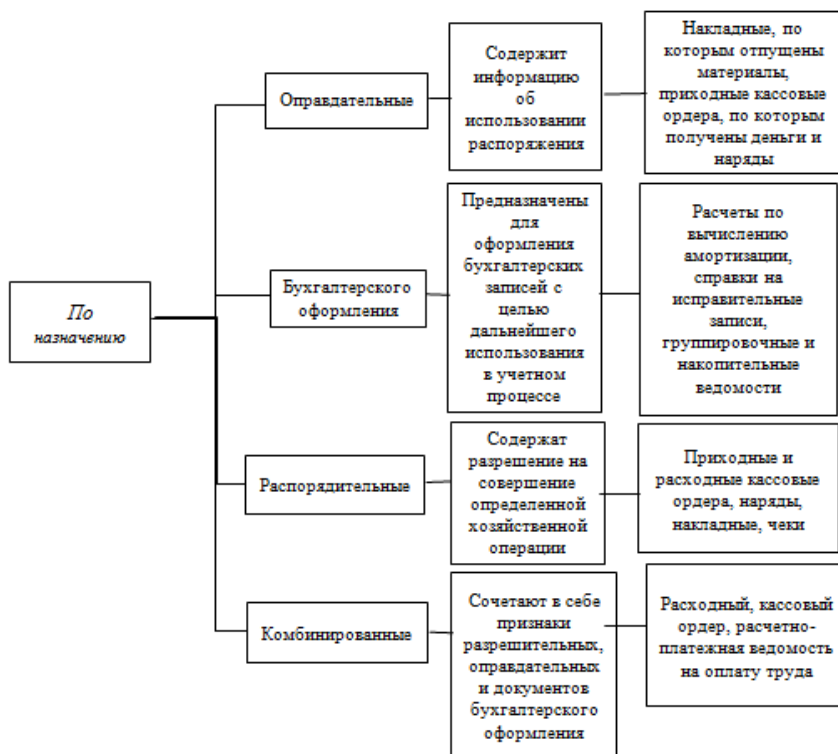 По
назначению
Оправдательные
Содержит
информацию
об
использовании
распоряжения
Накладные, по
которым отпущены
материалы,
приходные кассовые
ордера, по которым
получены деньги и
наряды
Бухгалтерского
оформления
Предназначены
для
оформления
бухгалтерских
записей с
целью
дальнейшего
использования
в учетном
процессе
Расчеты по
вычислению
амортизации,
справки на
исправительные
записи,
группировочные и
накопительные
ведомости
Распорядительные
Содержат
разрешение на
совершение
определенной
хозяйственной
операции
Приходные и
расходные кассовые
ордера, наряды,
накладные, чеки
Комбинированные
Сочетают в себе
признаки
разрешительных,
оправдательных
и документов
бухгалтерского
оформления
Расходный, кассовый
ордер, расчетно-
платежная ведомость
на оплату труда